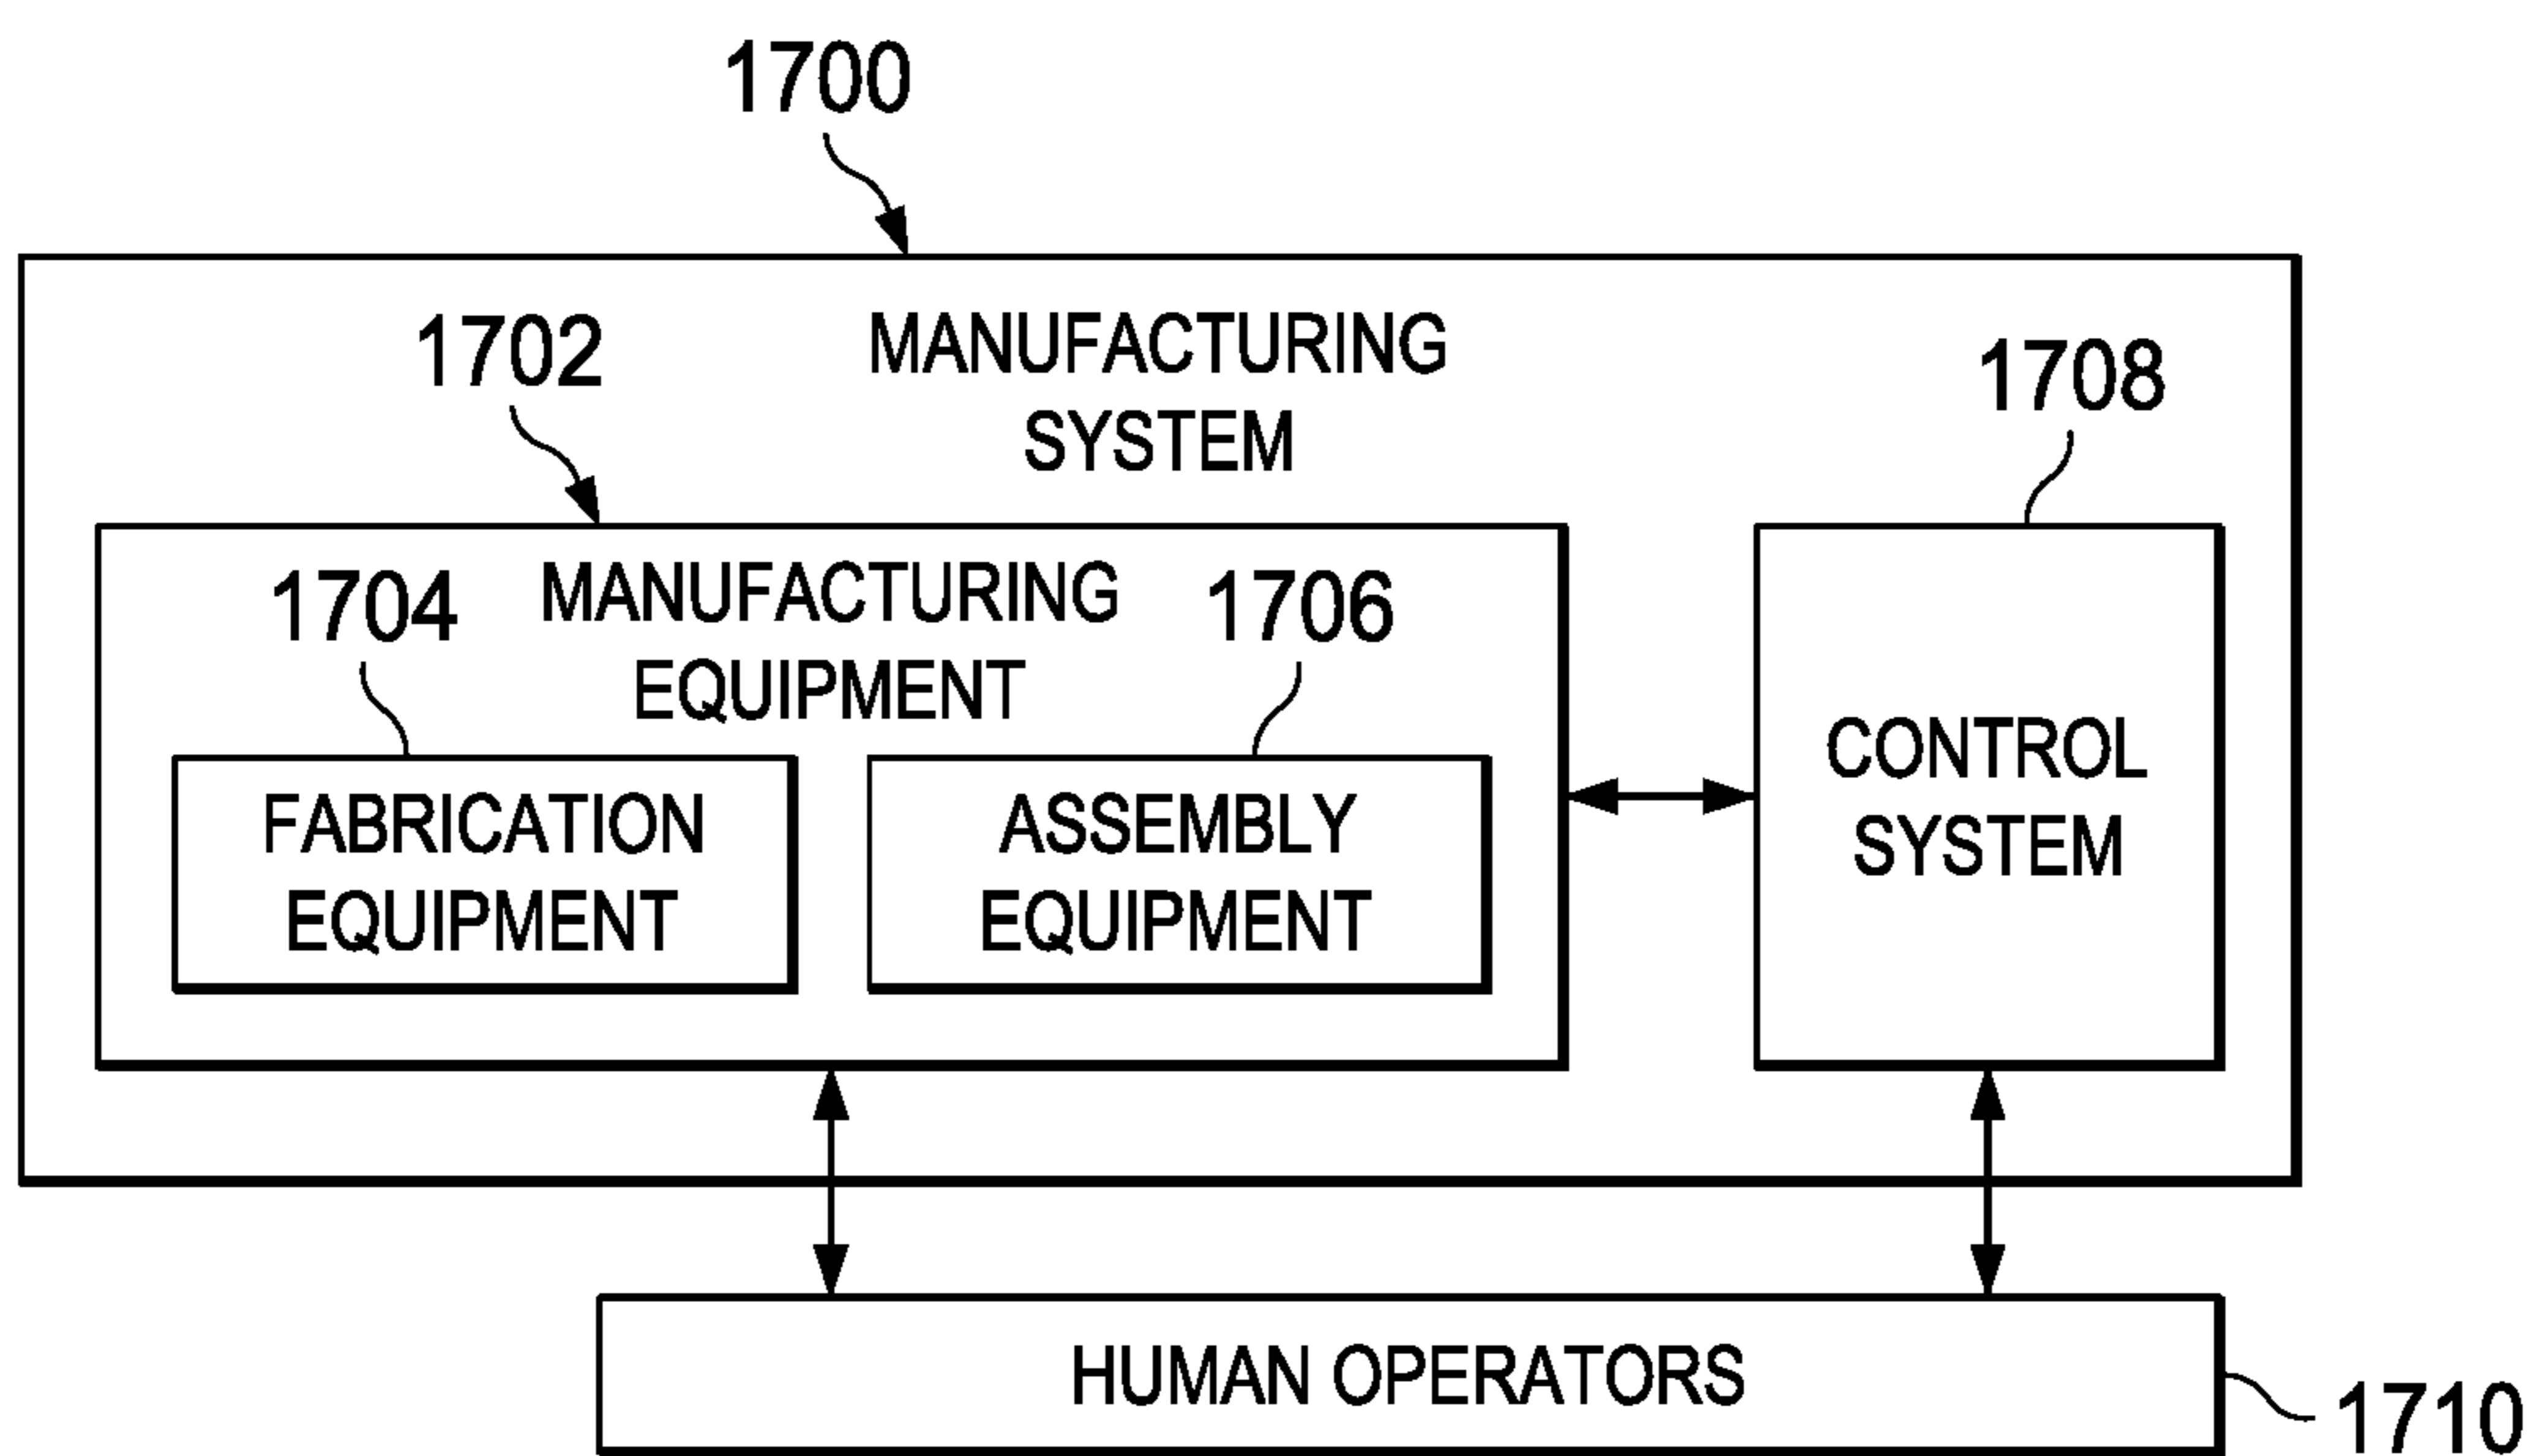 1700
MANUFACTURING
SYSTEM
1702
1708
MANUFACTURING
EQUIPMENT
1704
1706
FABRICATION
EQUIPMENT
ASSEMBLY
EQUIPMENT
CONTROL
SYSTEM
HUMAN OPERATORS
1710